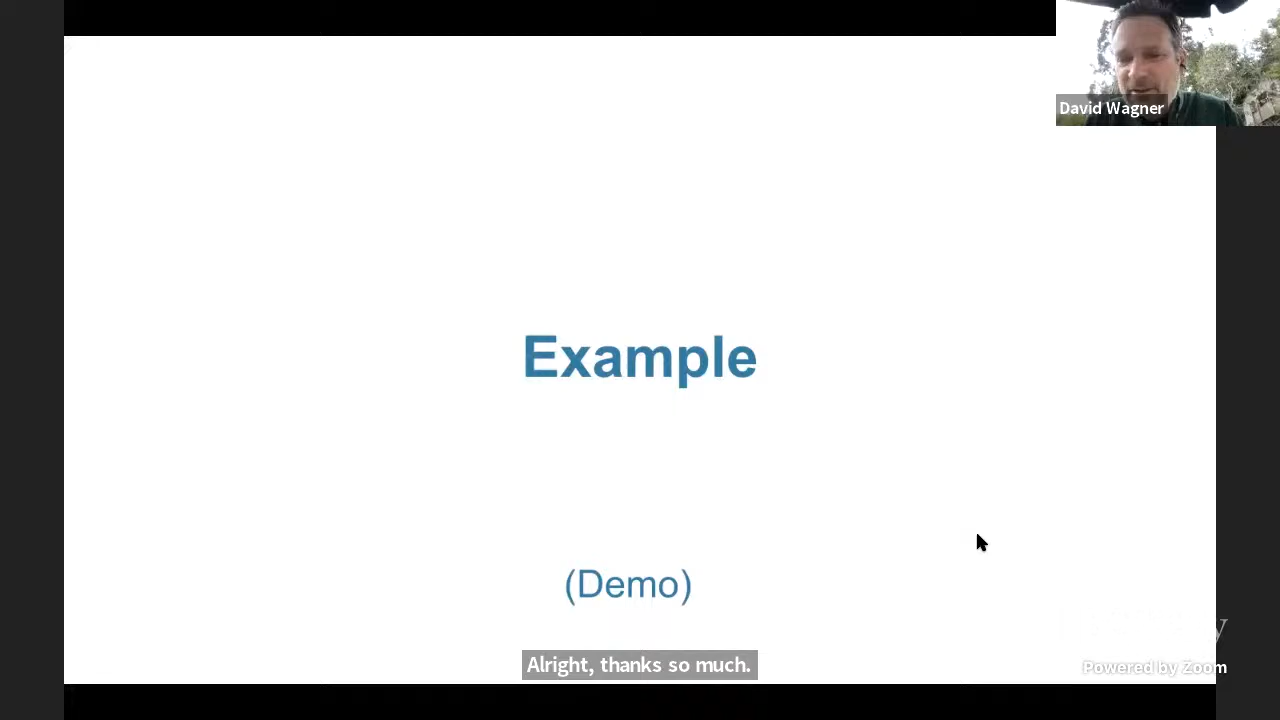 David Wagner
Example
(Demo)
Alright, thanks so much.
Powered by Zoom